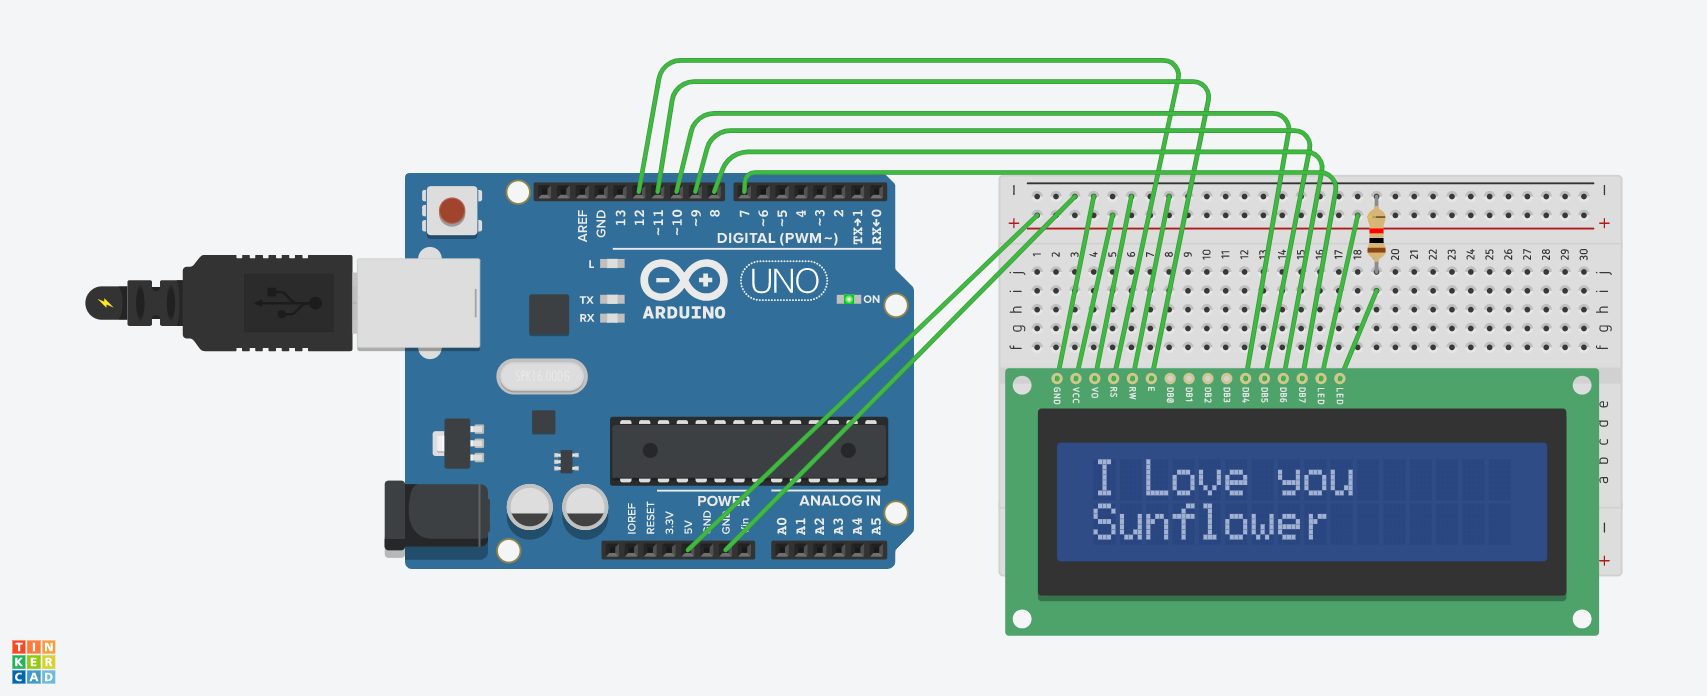 AREF GND 13 12 ~11 ~10 ~9 8 7 ~6 ~5 4 ~3 2 TX→1 RX←0
DIGITAL (PWM~)
L
TX
RX
UNO
ON
ARDUINO
SPK16.000G
POWER
ANALOG IN
IOREF RESET 3.3V 5V GND GND Vin A0 A1 A2 A3 A4 A5
1 2 3 4 5 6 7 8 9 10 11 12 13 14 15 16 17 18 20 21 22 23 24 25 26 27 28 29 30
j j
i i
h h
g g
f f
GND VCC VO RS RW E DB0 DB1 DB2 DB3 DB4 DB5 DB6 DB7 LED LED
e
d
c
b
a
I Love you
Sunflower
TIN
KER
CAD